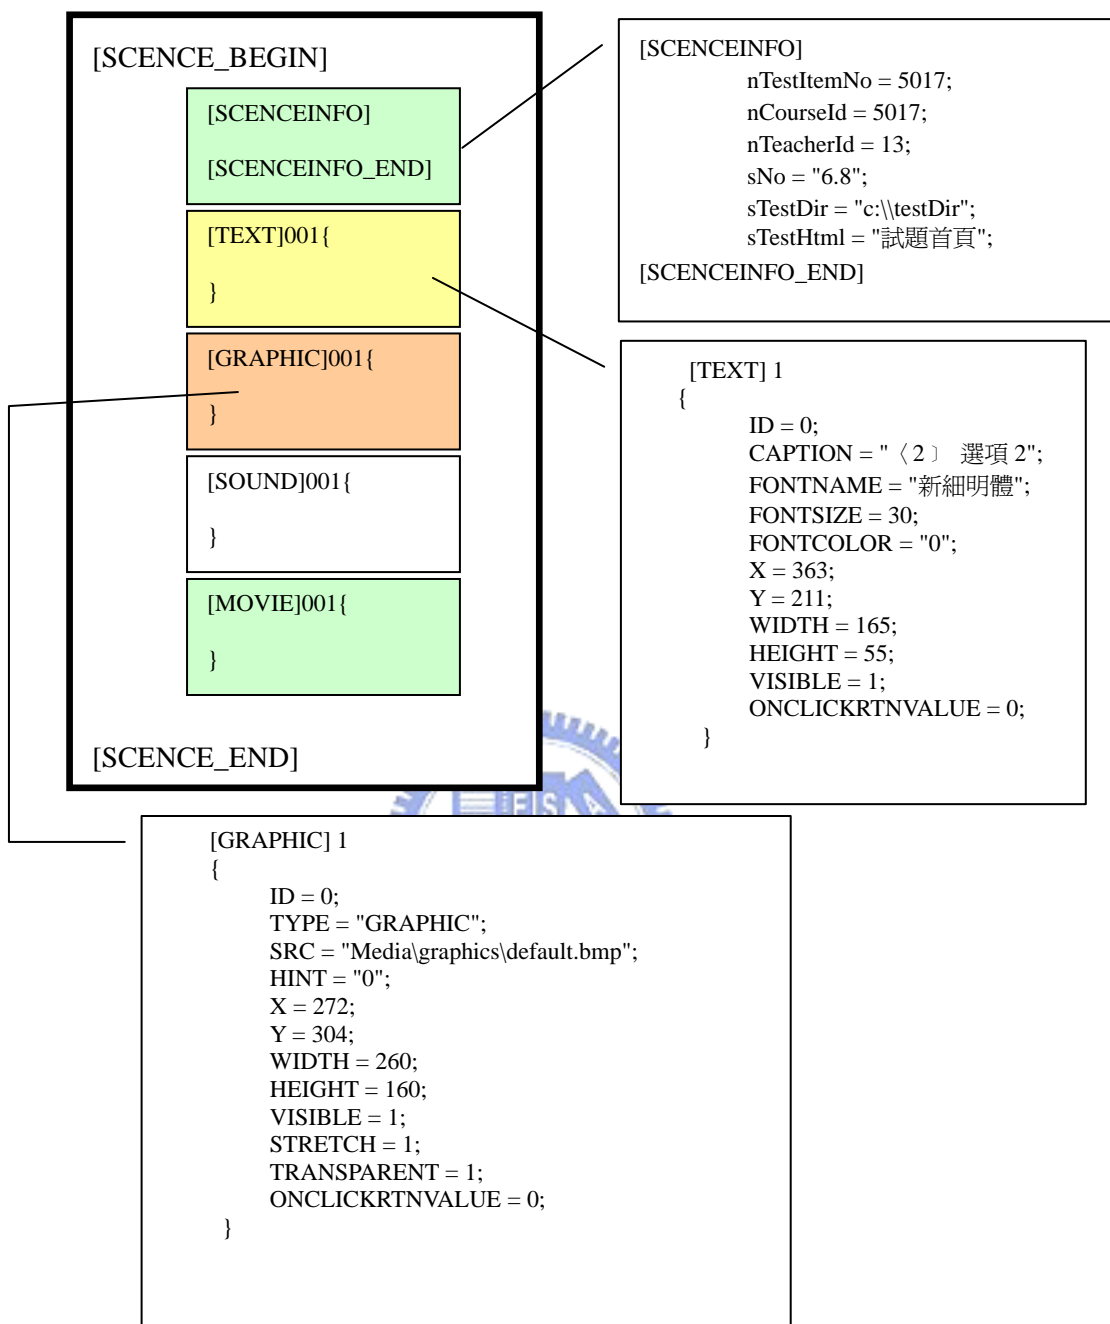 [SCENCE_BEGIN]
[SCENCEINFO]
[SCENCEINFO_END]
[TEXT]001{
}
[GRAPHIC]001{
}
[SOUND]001{
}
[MOVIE]001{
}
[SCENCE_END]
[SCENCEINFO]
nTestItemNo = 5017;
nCourseId = 5017;
nTeacherId = 13;
sNo = "6.8";
sTestDir = "c:\\testDir";
sTestHtml = "試題首頁";
[SCENCEINFO_END]
[TEXT] 1
{
ID = 0;
CAPTION = "〈2〕 選項 2";
FONTNAME = "新細明體";
FONTSIZE = 30;
FONTCOLOR = "0";
X = 363;
Y = 211;
WIDTH = 165;
HEIGHT = 55;
VISIBLE = 1;
ONCLICKRTNVALUE = 0;
}
[GRAPHIC] 1
{
ID = 0;
TYPE = "GRAPHIC";
SRC = "Media\graphics\default.bmp";
HINT = "0";
X = 272;
Y = 304;
WIDTH = 260;
HEIGHT = 160;
VISIBLE = 1;
STRETCH = 1;
TRANSPARENT = 1;
ONCLICKRTNVALUE = 0;
}